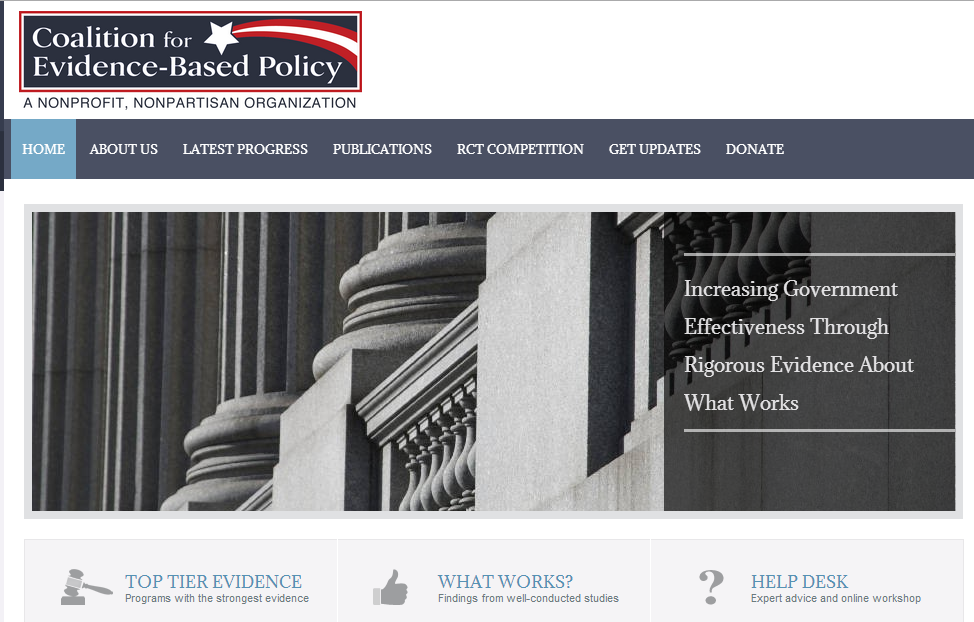 Coalition for
Evidence-Based Policy
A NONPROFIT, NONPARTISAN ORGANIZATION
HOME ABOUT US LATEST PROGRESS PUBLICATIONS RCT COMPETITION GET UPDATES DONATE
Increasing Government
Effectiveness Through
Rigorous Evidence About
What Works
TOP TIER EVIDENCE
Programs with the strongest evidence
WHAT WORKS?
Findings from well-conducted studies
HELP DESK
Expert advice and online workshop